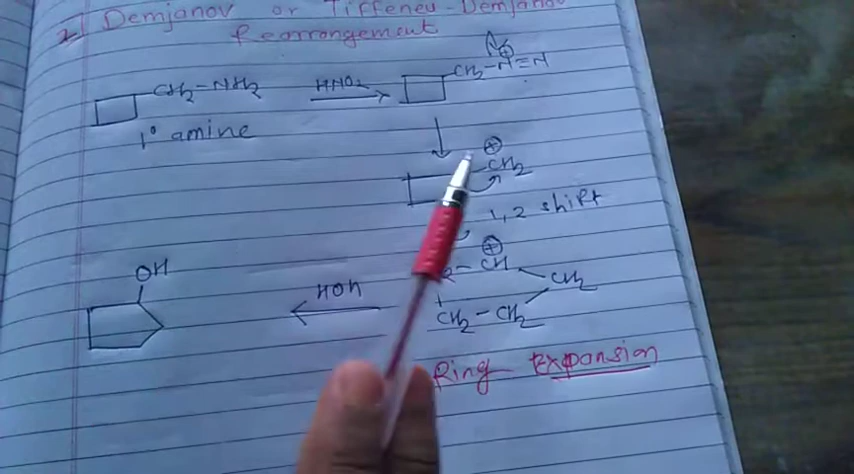 2] Demjanov or Tiffeneu-Demjanov
Rearrangement
CH2-NH2
HNO2
CH2-N≡N
⊕
1° amine
⊕
CH2
1,2 shift
⊕
CH
CH2
CH2-CH2
HOH
OH
Ring Expansion